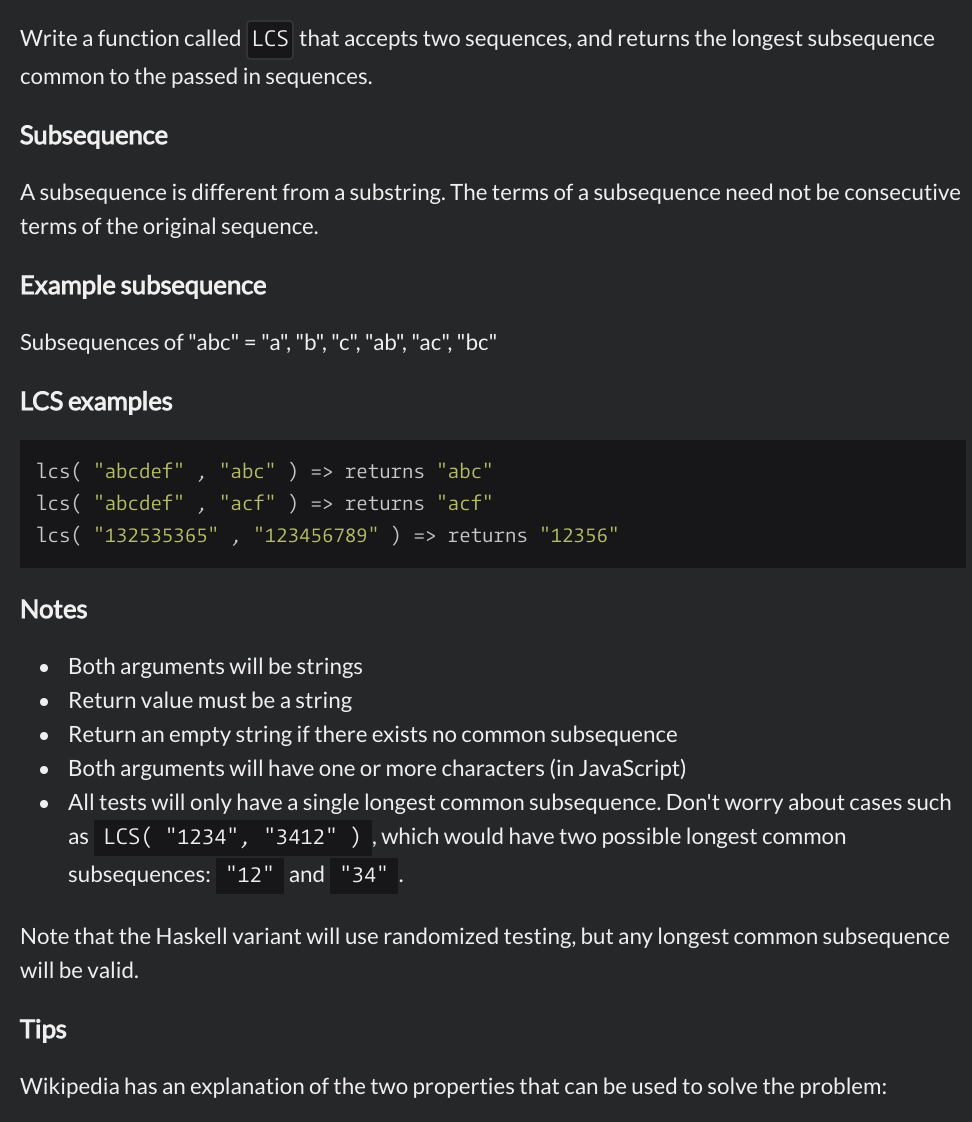 Write a function called LCS that accepts two sequences, and returns the longest subsequence
common to the passed in sequences.
Subsequence
A subsequence is different from a substring. The terms of a subsequence need not be consecutive
terms of the original sequence.
Example subsequence
Subsequences of "abc" = "a", "b", "c", "ab", "ac", "bc"
LCS examples
lcs( "abcdef" , "abc" ) => returns "abc"
lcs( "abcdef" , "acf" ) => returns "acf"
lcs( "132535365" , "123456789" ) => returns "12356"
Notes
• Both arguments will be strings
• Return value must be a string
• Return an empty string if there exists no common subsequence
• Both arguments will have one or more characters (in JavaScript)
• All tests will only have a single longest common subsequence. Don't worry about cases such
as LCS( "1234", "3412" ) , which would have two possible longest common
subsequences: "12" and "34" .
Note that the Haskell variant will use randomized testing, but any longest common subsequence
will be valid.
Tips
Wikipedia has an explanation of the two properties that can be used to solve the problem: